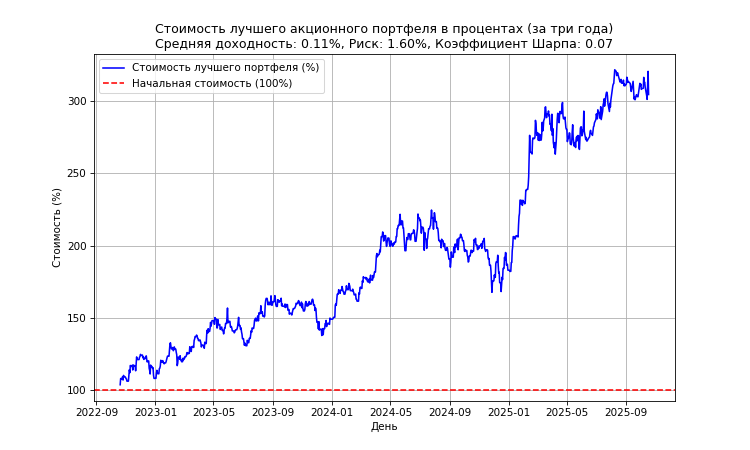 Стоимость лучшего акционного портфеля в процентах (за три года)
Средняя доходность: 0.11%, Риск: 1.60%, Коэффициент Шарпа: 0.07
Стоимость лучшего портфеля (%)
Начальная стоимость (100%)
Стоимость (%)
300
250
200
150
100
2022-09 2023-01 2023-05 2023-09 2024-01 2024-05 2024-09 2025-01 2025-05 2025-09
День